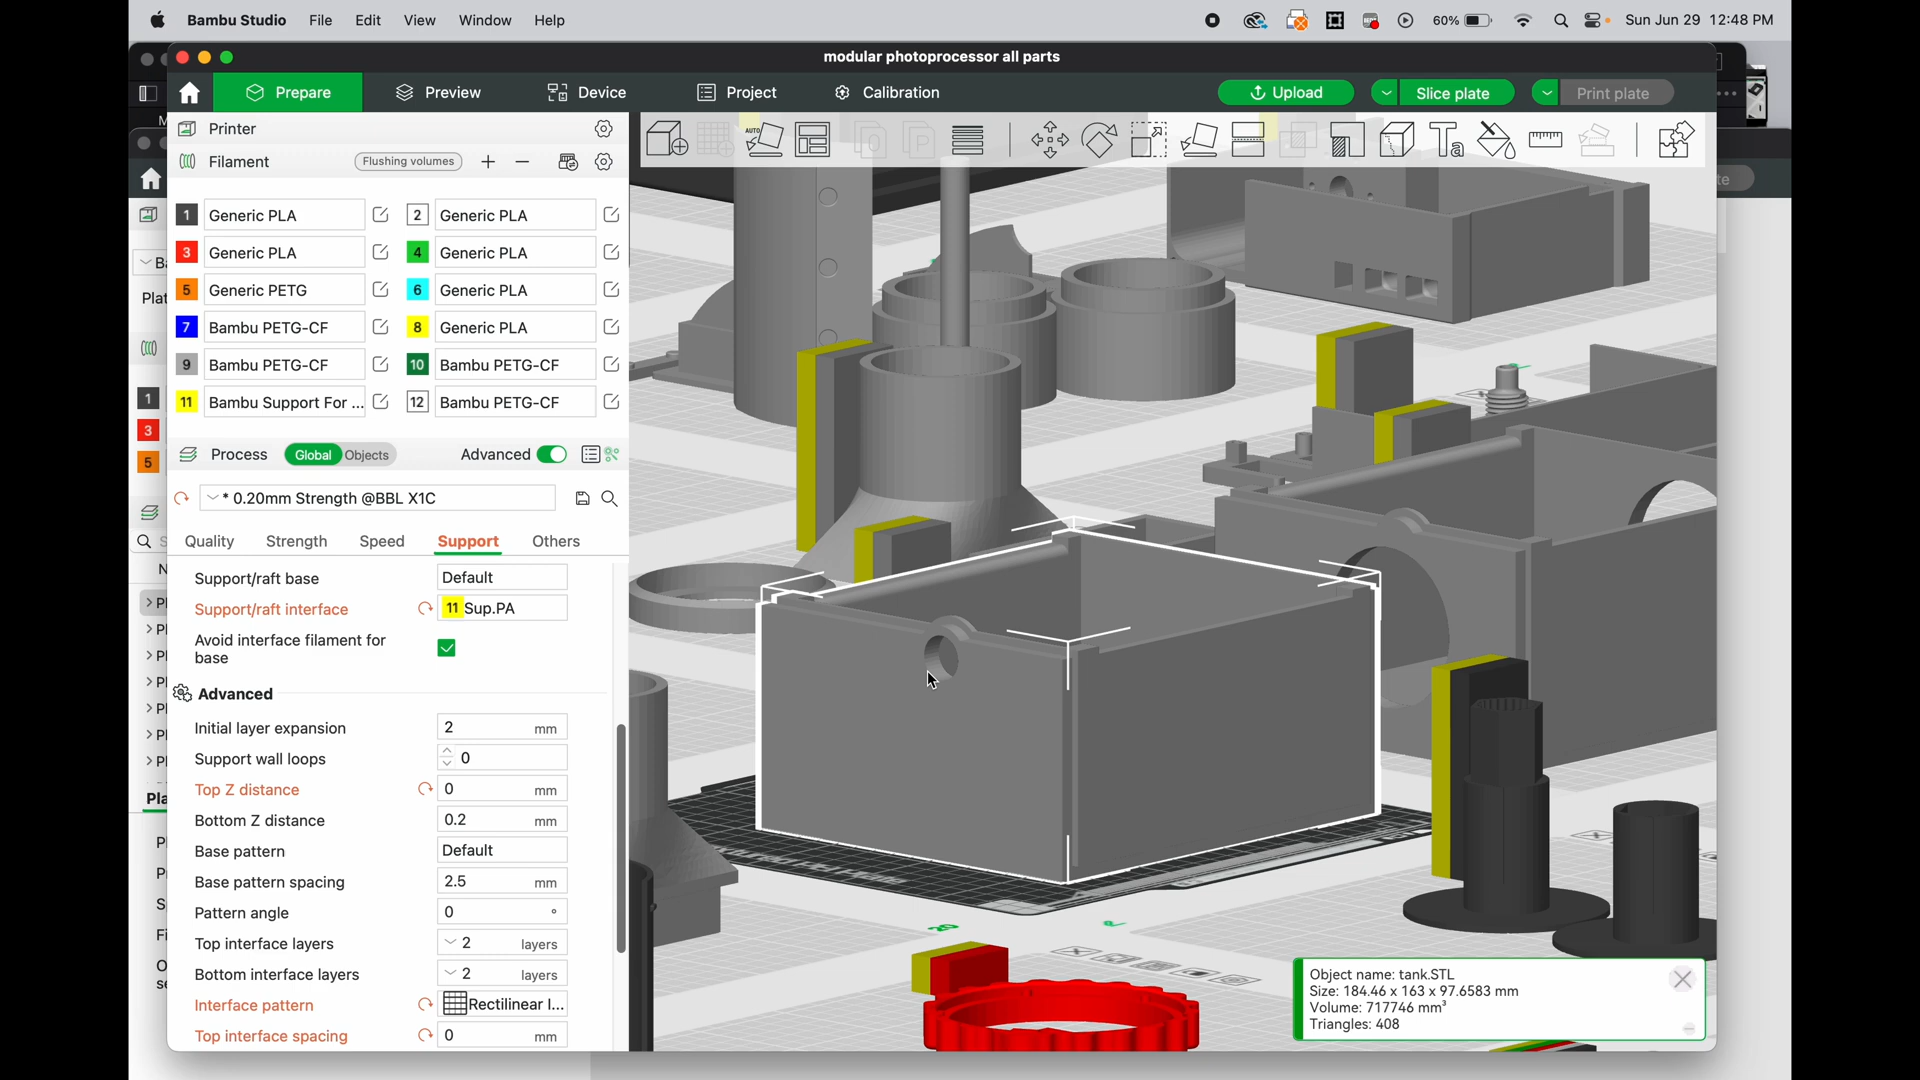 Bambu Studio File Edit View Window Help 60% Sun Jun 29 12:48 PM
modular photoprocessor all parts
Prepare Preview Device Project Calibration Upload Slice plate Print plate
Printer
Filament Flushing volumes
1 Generic PLA 2 Generic PLA
3 Generic PLA 4 Generic PLA
5 Generic PETG 6 Generic PLA
7 Bambu PETG-CF 8 Generic PLA
9 Bambu PETG-CF 10 Bambu PETG-CF
11 Bambu Support For ... 12 Bambu PETG-CF
Process Global Objects Advanced
* 0.20mm Strength @BBL X1C
Quality Strength Speed Support Others
Support/raft base Default
Support/raft interface 11 Sup.PA
Avoid interface filament for
base
Advanced
Initial layer expansion 2 mm
Support wall loops 0
Top Z distance 0 mm
Bottom Z distance 0.2 mm
Base pattern Default
Base pattern spacing 2.5 mm
Pattern angle 0 °
Top interface layers 2 layers
Bottom interface layers 2 layers
Interface pattern Rectilinear I...
Top interface spacing 0 mm
AUTO
Object name: tank.STL
Size: 184.46 x 163 x 97.6583 mm
Volume: 717746 mm³
Triangles: 408
Plat
1
3
5
20